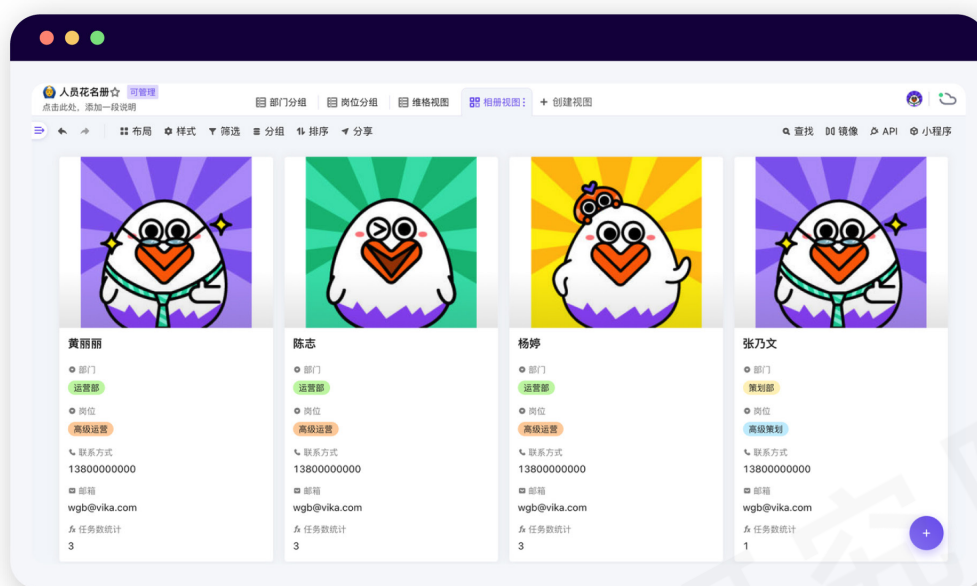 人员花名册 可管理
点击此处，添加一段说明
部门分组 岗位分组 维格视图 相册视图 + 创建视图
布局 样式 筛选 分组 排序 分享 查找 镜像 API 小程序
黄丽丽
部门
运营部
岗位
高级运营
联系方式
13800000000
邮箱
wgb@vika.com
fx 任务数统计
3
陈志
部门
运营部
岗位
高级运营
联系方式
13800000000
邮箱
wgb@vika.com
fx 任务数统计
3
杨婷
部门
运营部
岗位
高级运营
联系方式
13800000000
邮箱
wgb@vika.com
fx 任务数统计
3
张乃文
部门
策划部
岗位
高级策划
联系方式
13800000000
邮箱
wgb@vika.com
fx 任务数统计
1